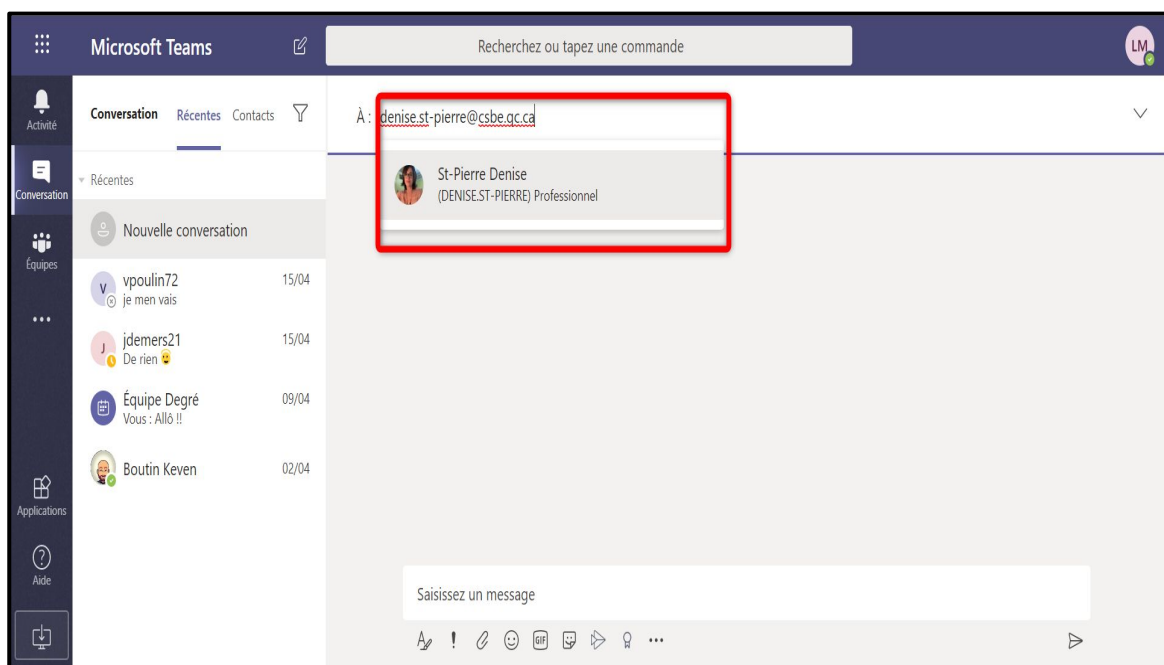 Microsoft Teams
Recherchez ou tapez une commande
LM
Activité
Conversation
Équipes
Applications
Aide
Conversation Récentes Contacts
Récentes
Nouvelle conversation
V vpoulin72 15/04
je men vais
J jdemers21 15/04
De rien
Équipe Degré 09/04
Vous : Allô !!
Boutin Keven 02/04
À : denise.st-pierre@csbe.qc.ca
St-Pierre Denise
(DENISE.ST-PIERRE) Professionnel
Saisissez un message
GIF